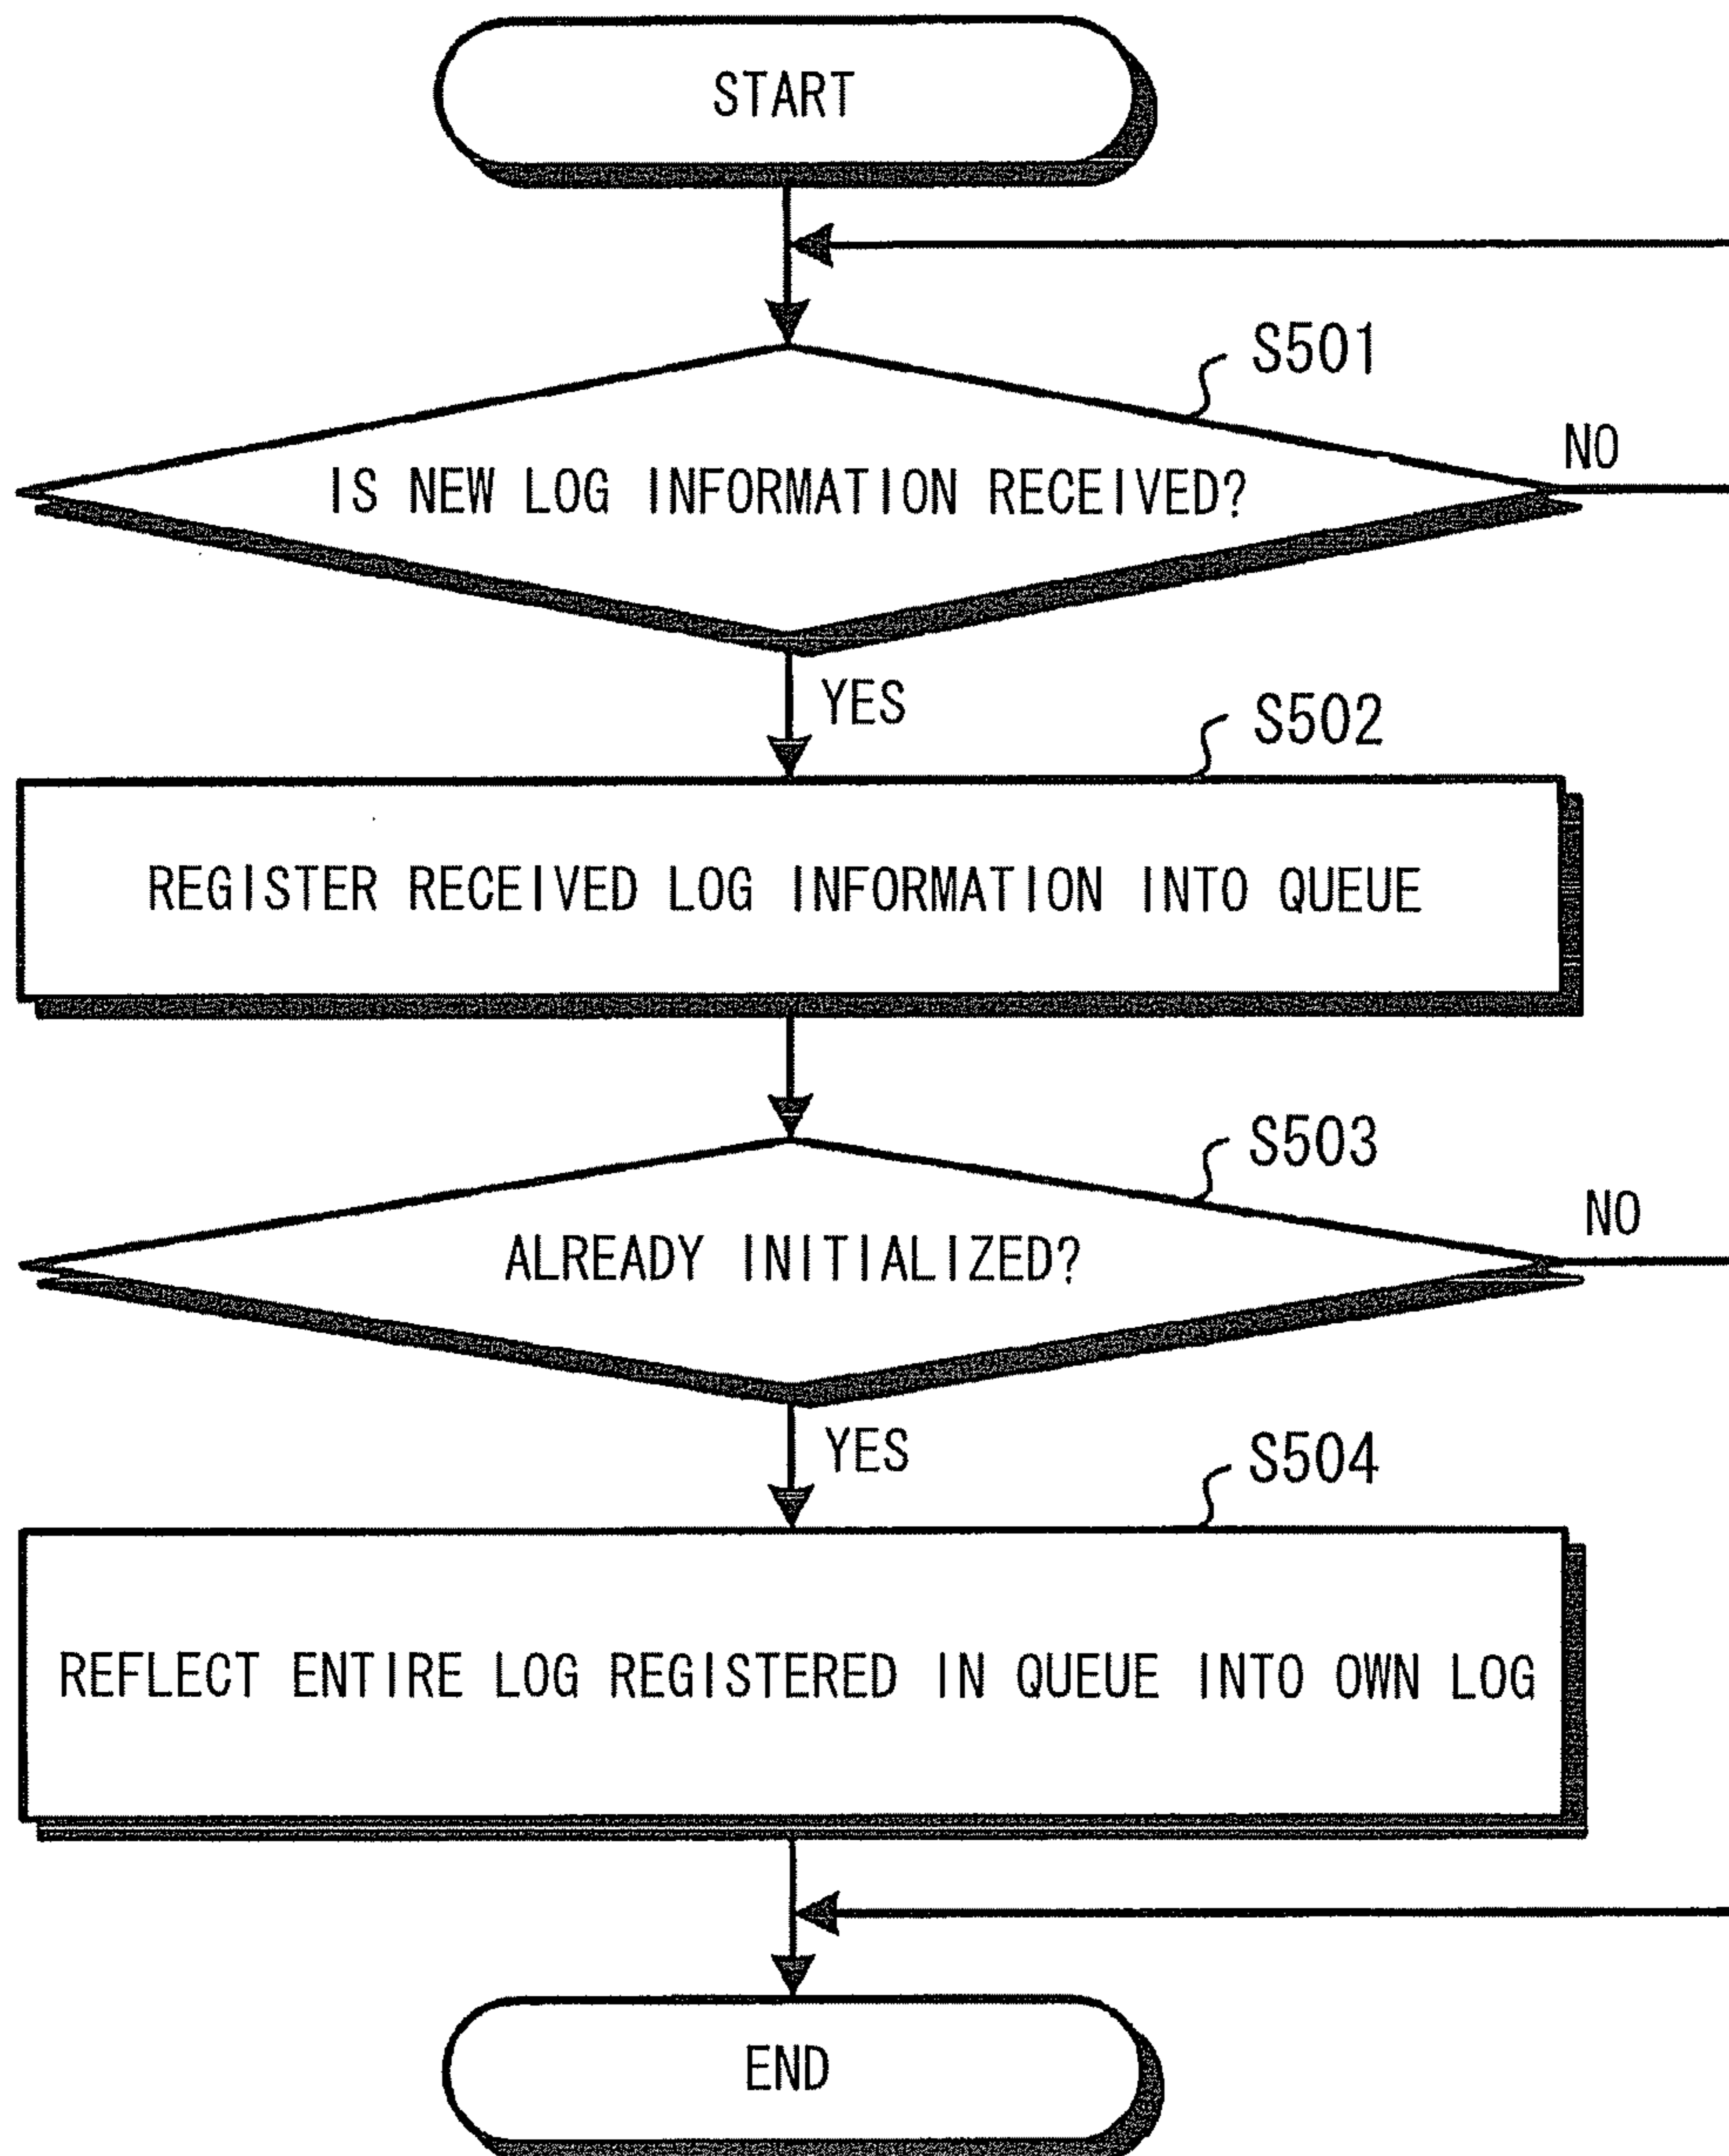 START
S501
IS NEW LOG INFORMATION RECEIVED?
NO
YES
S502
REGISTER RECEIVED LOG INFORMATION INTO QUEUE
S503
ALREADY INITIALIZED?
NO
YES
S504
REFLECT ENTIRE LOG REGISTERED IN QUEUE INTO OWN LOG
END